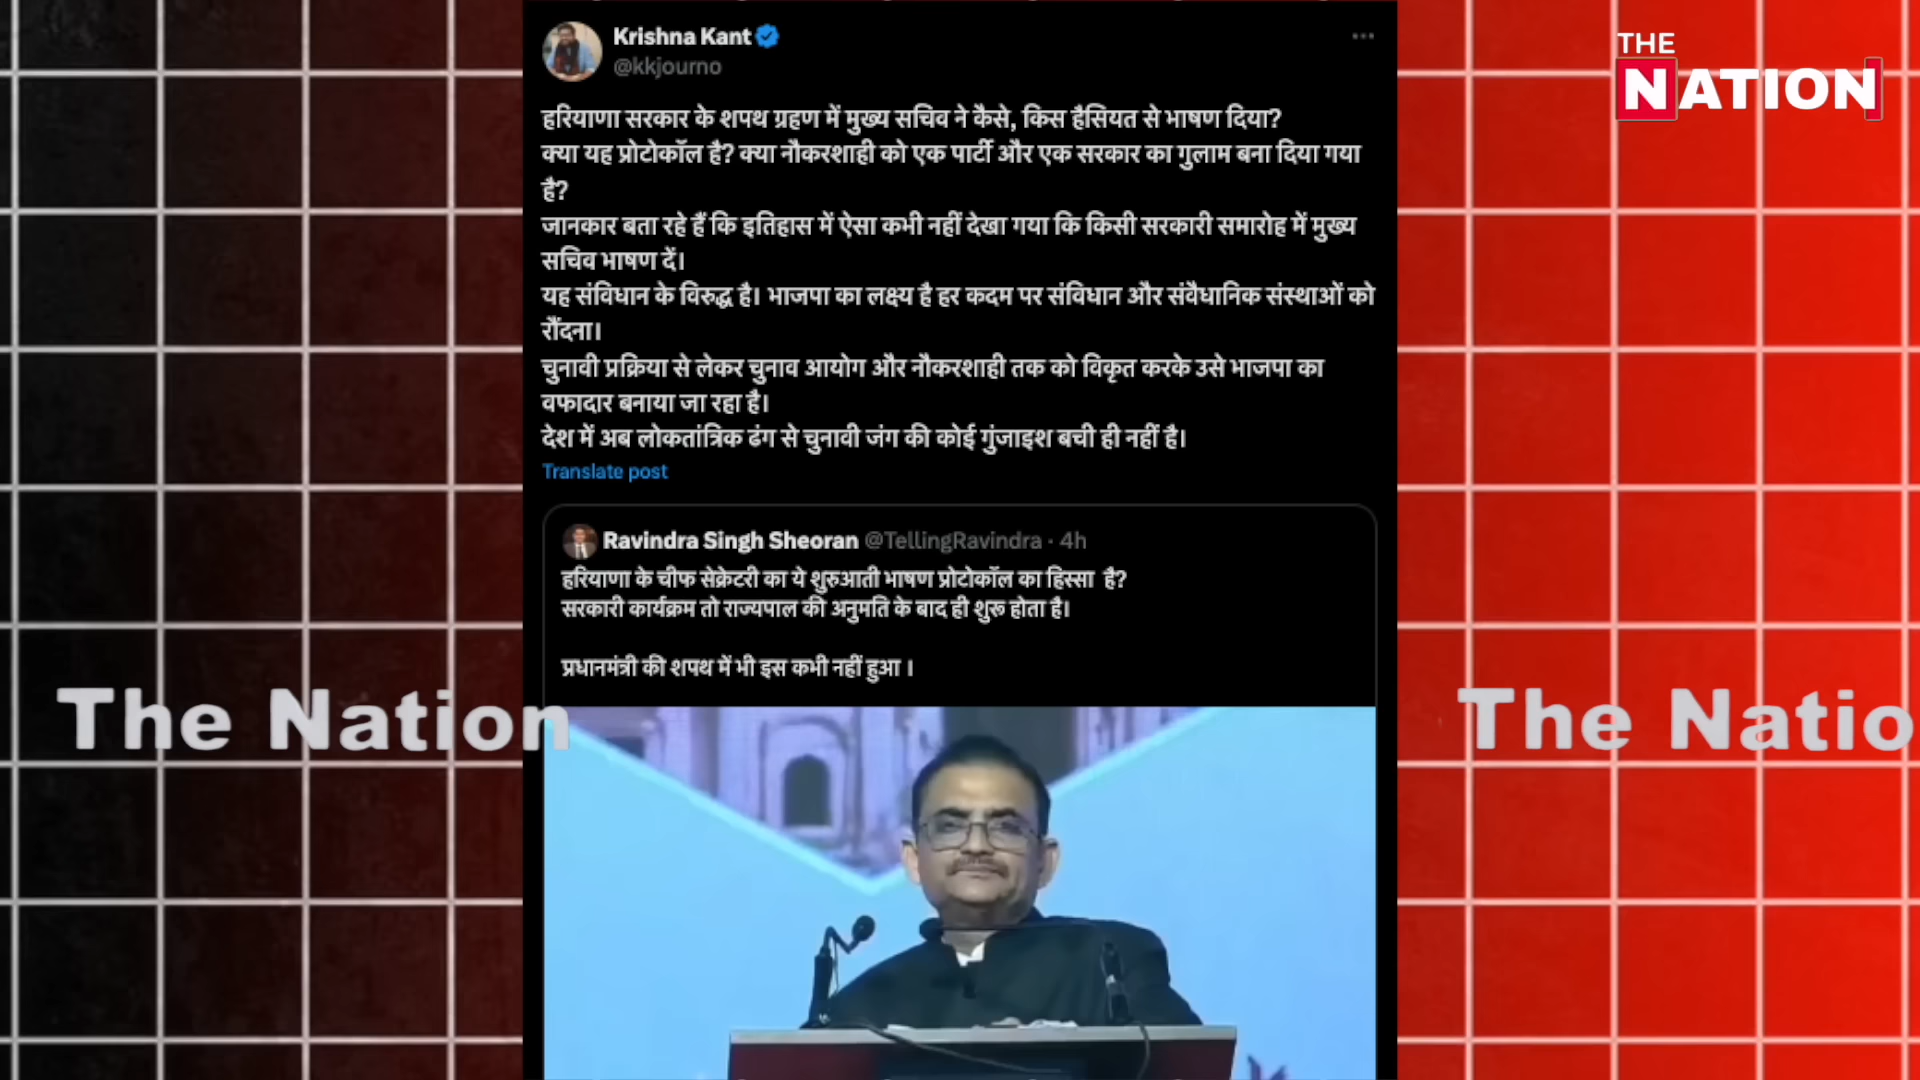 THE
NATION
Krishna Kant
@kkjourno
हरियाणा सरकार के शपथ ग्रहण में मुख्य सचिव ने कैसे, किस हैसियत से भाषण दिया?
क्या यह प्रोटोकॉल है? क्या नौकरशाही को एक पार्टी और एक सरकार का गुलाम बना दिया गया
है?
जानकार बता रहे हैं कि इतिहास में ऐसा कभी नहीं देखा गया कि किसी सरकारी समारोह में मुख्य
सचिव भाषण दें।
यह संविधान के विरुद्ध है। भाजपा का लक्ष्य है हर कदम पर संविधान और संवैधानिक संस्थाओं को
रौंदना।
चुनावी प्रक्रिया से लेकर चुनाव आयोग और नौकरशाही तक को विकृत करके उसे भाजपा का
वफादार बनाया जा रहा है।
देश में अब लोकतांत्रिक ढंग से चुनावी जंग की कोई गुंजाइश बची ही नहीं है।
Translate post
Ravindra Singh Sheoran @TellingRavindra · 4h
हरियाणा के चीफ सेक्रेटरी का ये शुरुआती भाषण प्रोटोकॉल का हिस्सा है?
सरकारी कार्यक्रम तो राज्यपाल की अनुमति के बाद ही शुरू होता है।
प्रधानमंत्री की शपथ में भी इस कभी नहीं हुआ ।
The Nation
The Natio